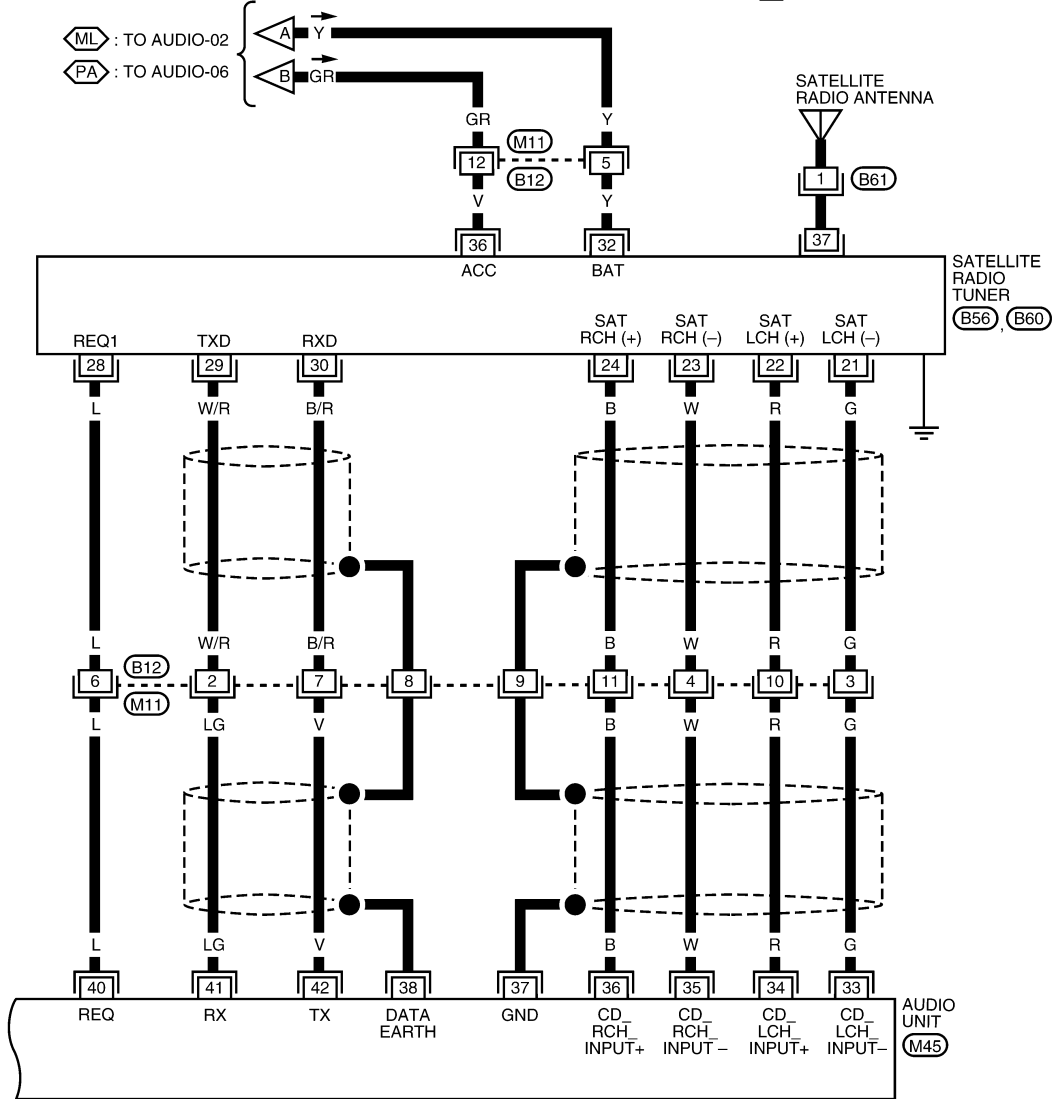 ML : TO AUDIO-02
PA : TO AUDIO-06
A Y
B GR
SATELLITE
RADIO ANTENNA
GR Y
12 M11 5
B12
1 B61
V Y
36 32 37
ACC BAT
SATELLITE
RADIO
TUNER
B56 , B60
REQ1 TXD RXD
SAT
RCH (+)
SAT
RCH (–)
SAT
LCH (+)
SAT
LCH (–)
28 29 30 24 23 22 21
L W/R B/R B W R G
L W/R B/R B W R G
B12
6 2 7 8 9 11 4 10 3
M11
L LG V B W R G
L LG V B W R G
40 41 42 38 37 36 35 34 33
REQ RX TX
DATA
EARTH
GND
CD_
RCH_
INPUT+
CD_
RCH_
INPUT –
CD_
LCH_
INPUT+
CD_
LCH_
INPUT–
AUDIO
UNIT
M45